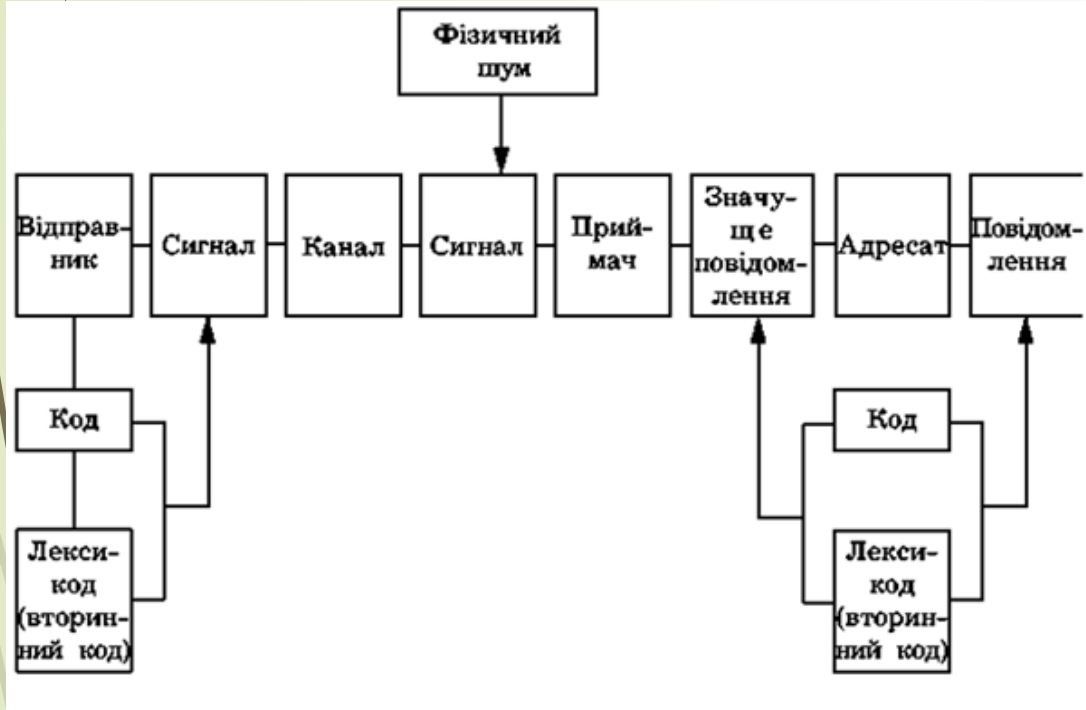 Фізичний
шум
Відправ-
ник
Сигнал
Канал
Сигнал
Прий-
мач
Значу-
ще
повідом-
лення
Адресат
Повідом-
лення
Код
Лекси-
код
(вторин-
ний код)
Код
Лекси-
код
(вторин-
ний код)